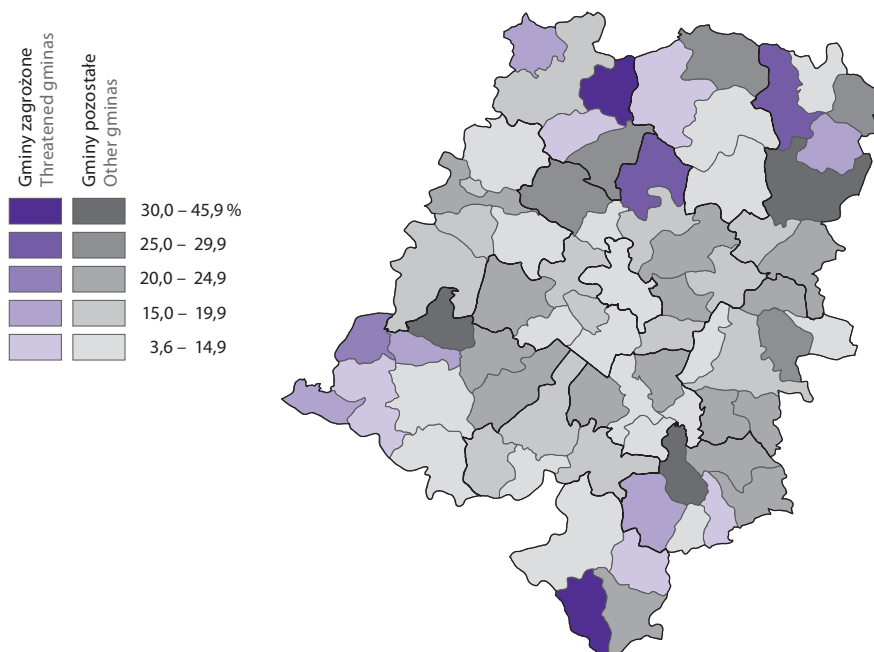 Gminy zagrożone
Threatened gminas
Gminy pozostałe
Other gminas
30,0 – 45,9 %
25,0 – 29,9
20,0 – 24,9
15,0 – 19,9
3,6 – 14,9